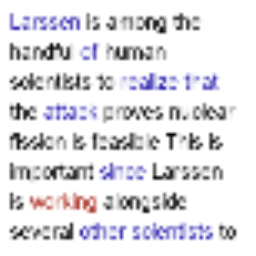 Larssen is among the
handful of human
scientists to realize that
the attack proves nuclear
fission is feasible This is
important since Larssen
is working alongside
several other scientists to